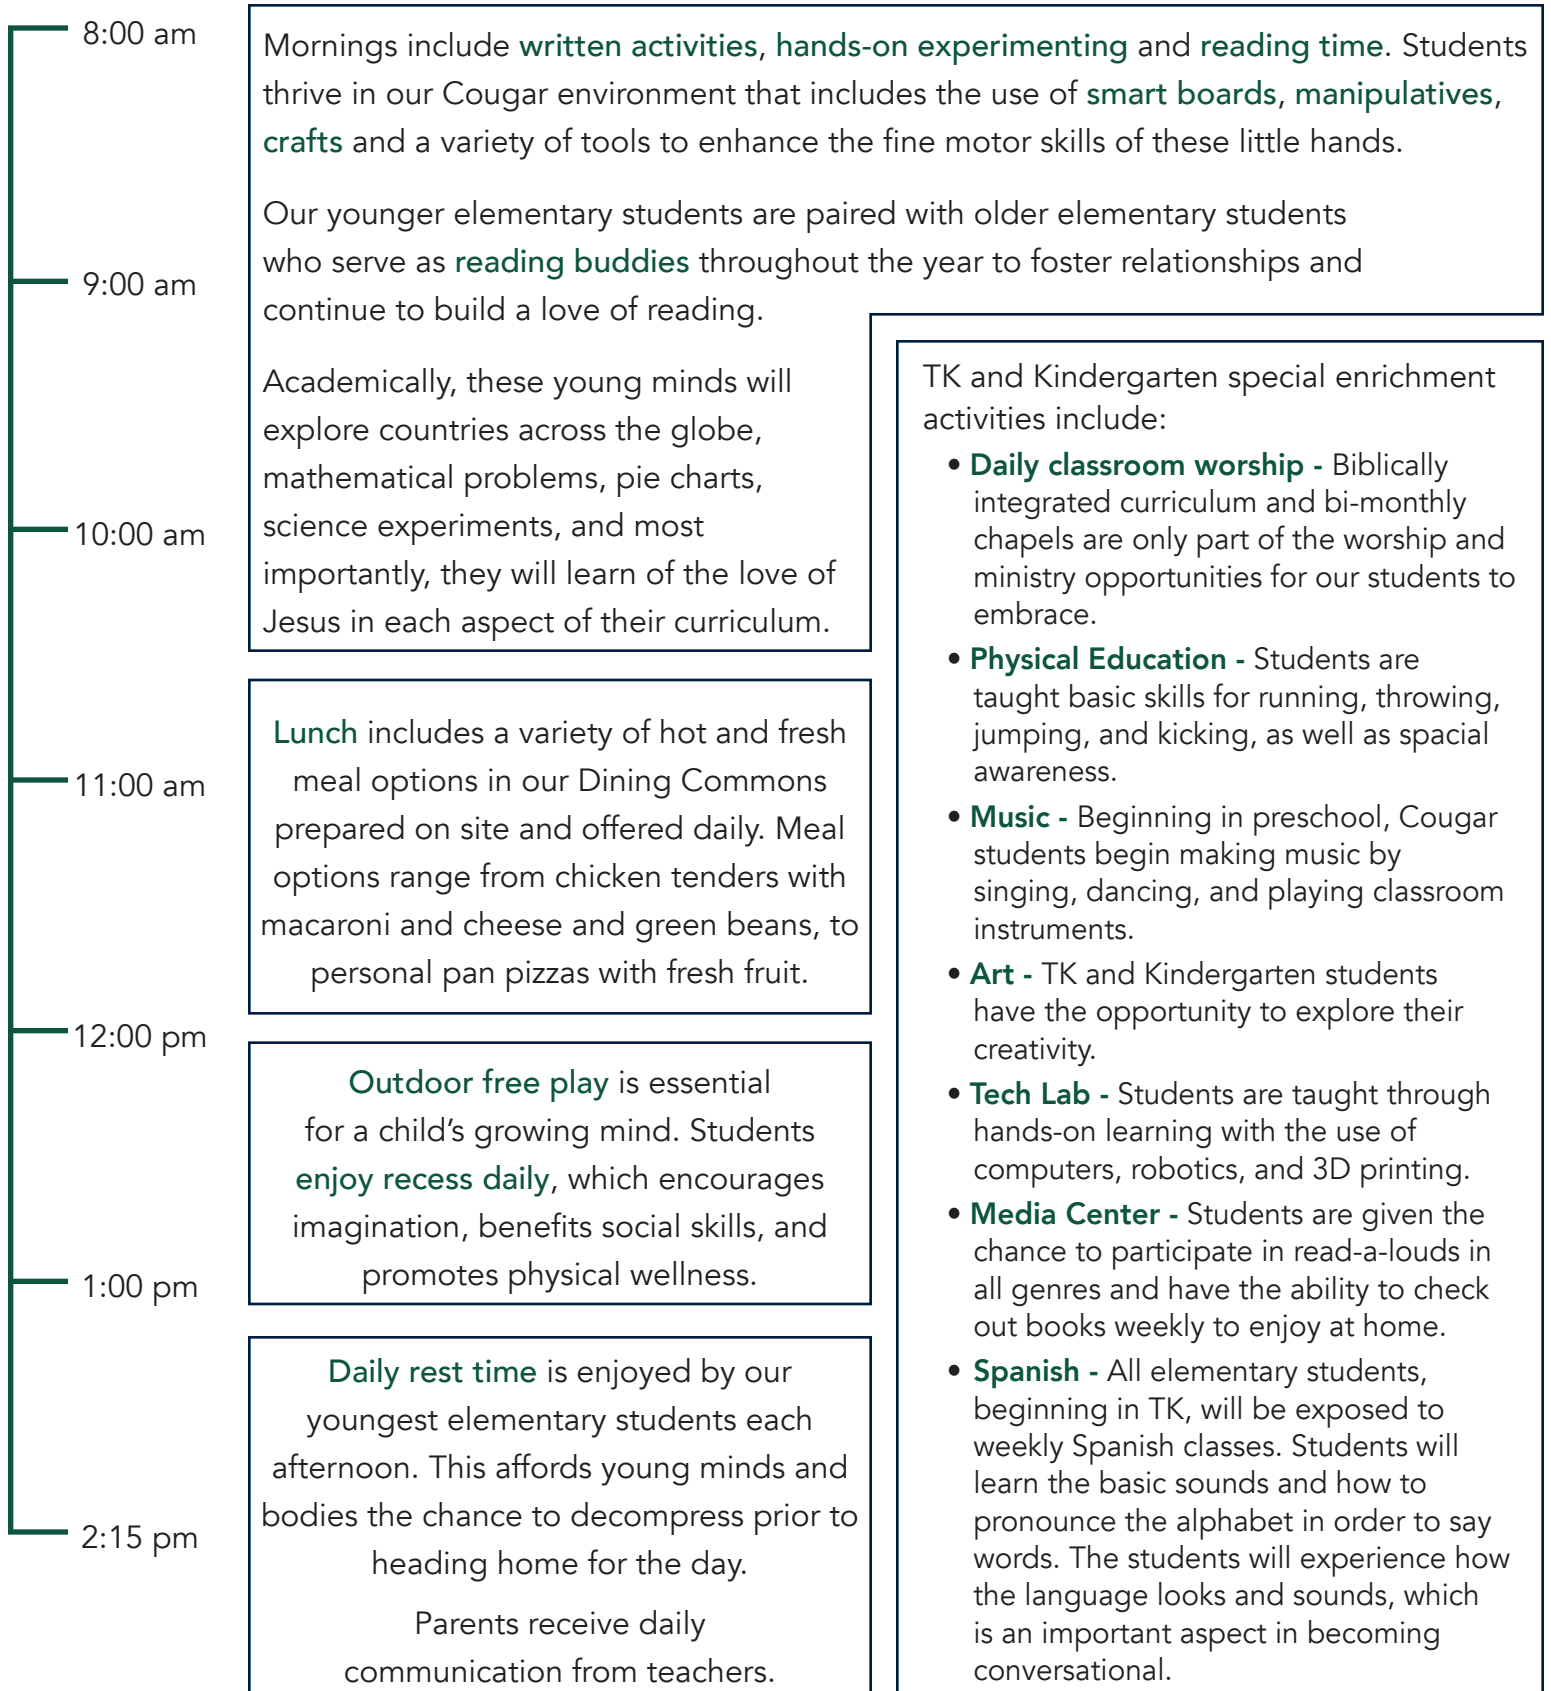 8:00 am
9:00 am
10:00 am
11:00 am
12:00 pm
1:00 pm
2:15 pm
Mornings include written activities, hands-on experimenting and reading time. Students
thrive in our Cougar environment that includes the use of smart boards, manipulatives,
crafts and a variety of tools to enhance the fine motor skills of these little hands.
Our younger elementary students are paired with older elementary students
who serve as reading buddies throughout the year to foster relationships and
continue to build a love of reading.
Academically, these young minds will
explore countries across the globe,
mathematical problems, pie charts,
science experiments, and most
importantly, they will learn of the love of
Jesus in each aspect of their curriculum.
Lunch includes a variety of hot and fresh
meal options in our Dining Commons
prepared on site and offered daily. Meal
options range from chicken tenders with
macaroni and cheese and green beans, to
personal pan pizzas with fresh fruit.
Outdoor free play is essential
for a child's growing mind. Students
enjoy recess daily, which encourages
imagination, benefits social skills, and
promotes physical wellness.
Daily rest time is enjoyed by our
youngest elementary students each
afternoon. This affords young minds and
bodies the chance to decompress prior to
heading home for the day.
Parents receive daily
communication from teachers.
TK and Kindergarten special enrichment
activities include:
• Daily classroom worship - Biblically
integrated curriculum and bi-monthly
chapels are only part of the worship and
ministry opportunities for our students to
embrace.
• Physical Education - Students are
taught basic skills for running, throwing,
jumping, and kicking, as well as spacial
awareness.
• Music - Beginning in preschool, Cougar
students begin making music by
singing, dancing, and playing classroom
instruments.
• Art - TK and Kindergarten students
have the opportunity to explore their
creativity.
• Tech Lab - Students are taught through
hands-on learning with the use of
computers, robotics, and 3D printing.
• Media Center - Students are given the
chance to participate in read-a-louds in
all genres and have the ability to check
out books weekly to enjoy at home.
• Spanish - All elementary students,
beginning in TK, will be exposed to
weekly Spanish classes. Students will
learn the basic sounds and how to
pronounce the alphabet in order to say
words. The students will experience how
the language looks and sounds, which
is an important aspect in becoming
conversational.